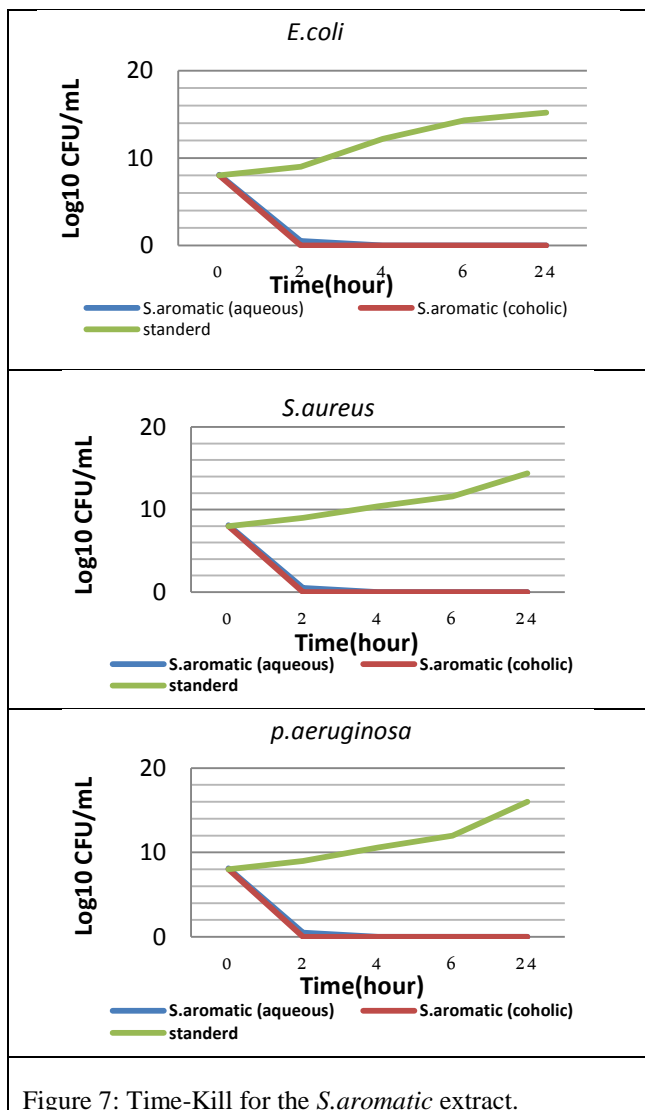 E.coli
20
10
0
Log10 CFU/mL
0 2 4 6 24
Time(hour)
S.aromatic (aqueous) S.aromatic (coholic)
standerd
S.aureus
20
10
0
Log10 CFU/mL
0 2 4 6 24
Time(hour)
S.aromatic (aqueous) S.aromatic (coholic)
standerd
p.aeruginosa
20
10
0
Log10 CFU/mL
0 2 4 6 24
Time(hour)
S.aromatic (aqueous) S.aromatic (coholic)
standerd
Figure 7: Time-Kill for the S.aromatic extract.